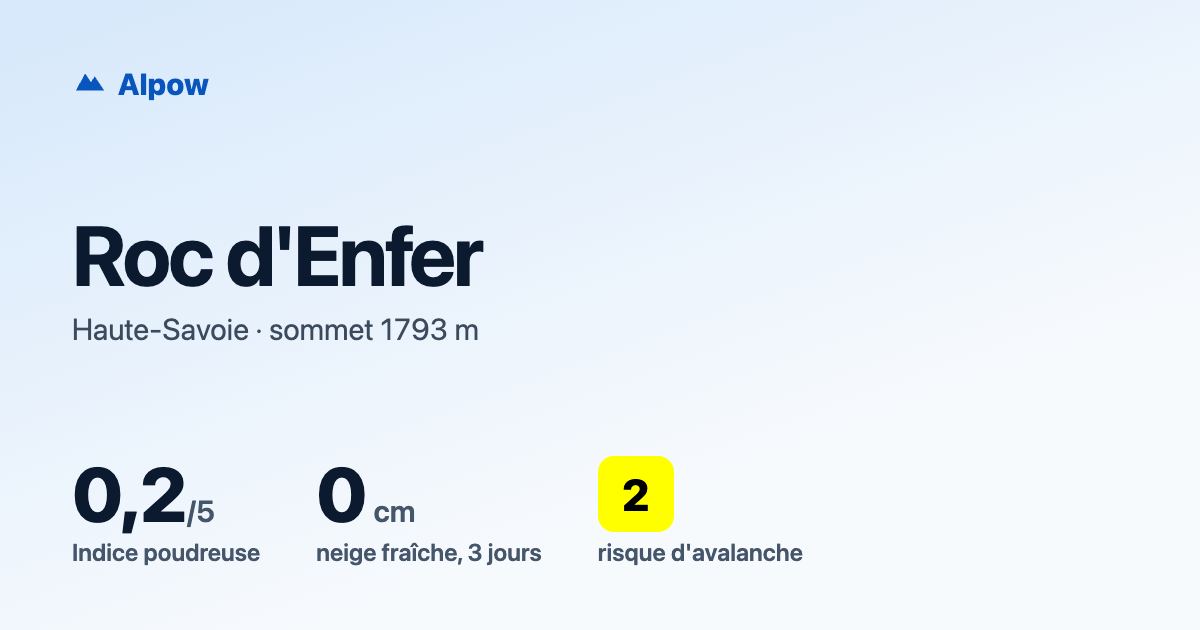 Alpow
Roc d'Enfer
Haute-Savoie · sommet 1793 m
0,2/5
Indice poudreuse
0 cm
neige fraîche, 3 jours
2
risque d'avalanche